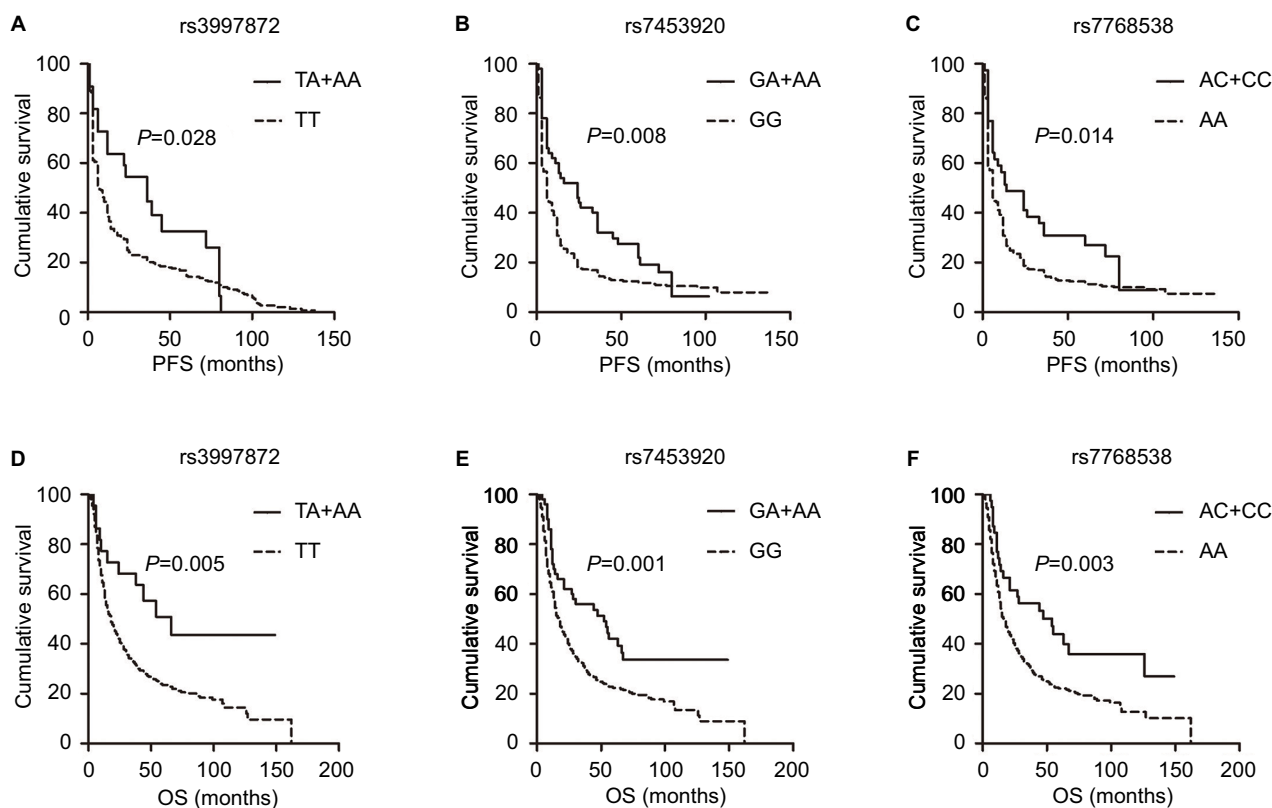 A
rs3997872
100
80
60
40
20
0
Cumulative survival
TA+AA
TT
P=0.028
0 50 100 150
PFS (months)
B
rs7453920
100
80
60
40
20
0
Cumulative survival
GA+AA
GG
P=0.008
0 50 100 150
PFS (months)
C
rs7768538
100
80
60
40
20
0
Cumulative survival
AC+CC
AA
P=0.014
0 50 100 150
PFS (months)
D
rs3997872
100
80
60
40
20
0
Cumulative survival
TA+AA
TT
P=0.005
0 50 100 150 200
OS (months)
E
rs7453920
100
80
60
40
20
0
Cumulative survival
GA+AA
GG
P=0.001
0 50 100 150 200
OS (months)
F
rs7768538
100
80
60
40
20
0
Cumulative survival
AC+CC
AA
P=0.003
0 50 100 150 200
OS (months)